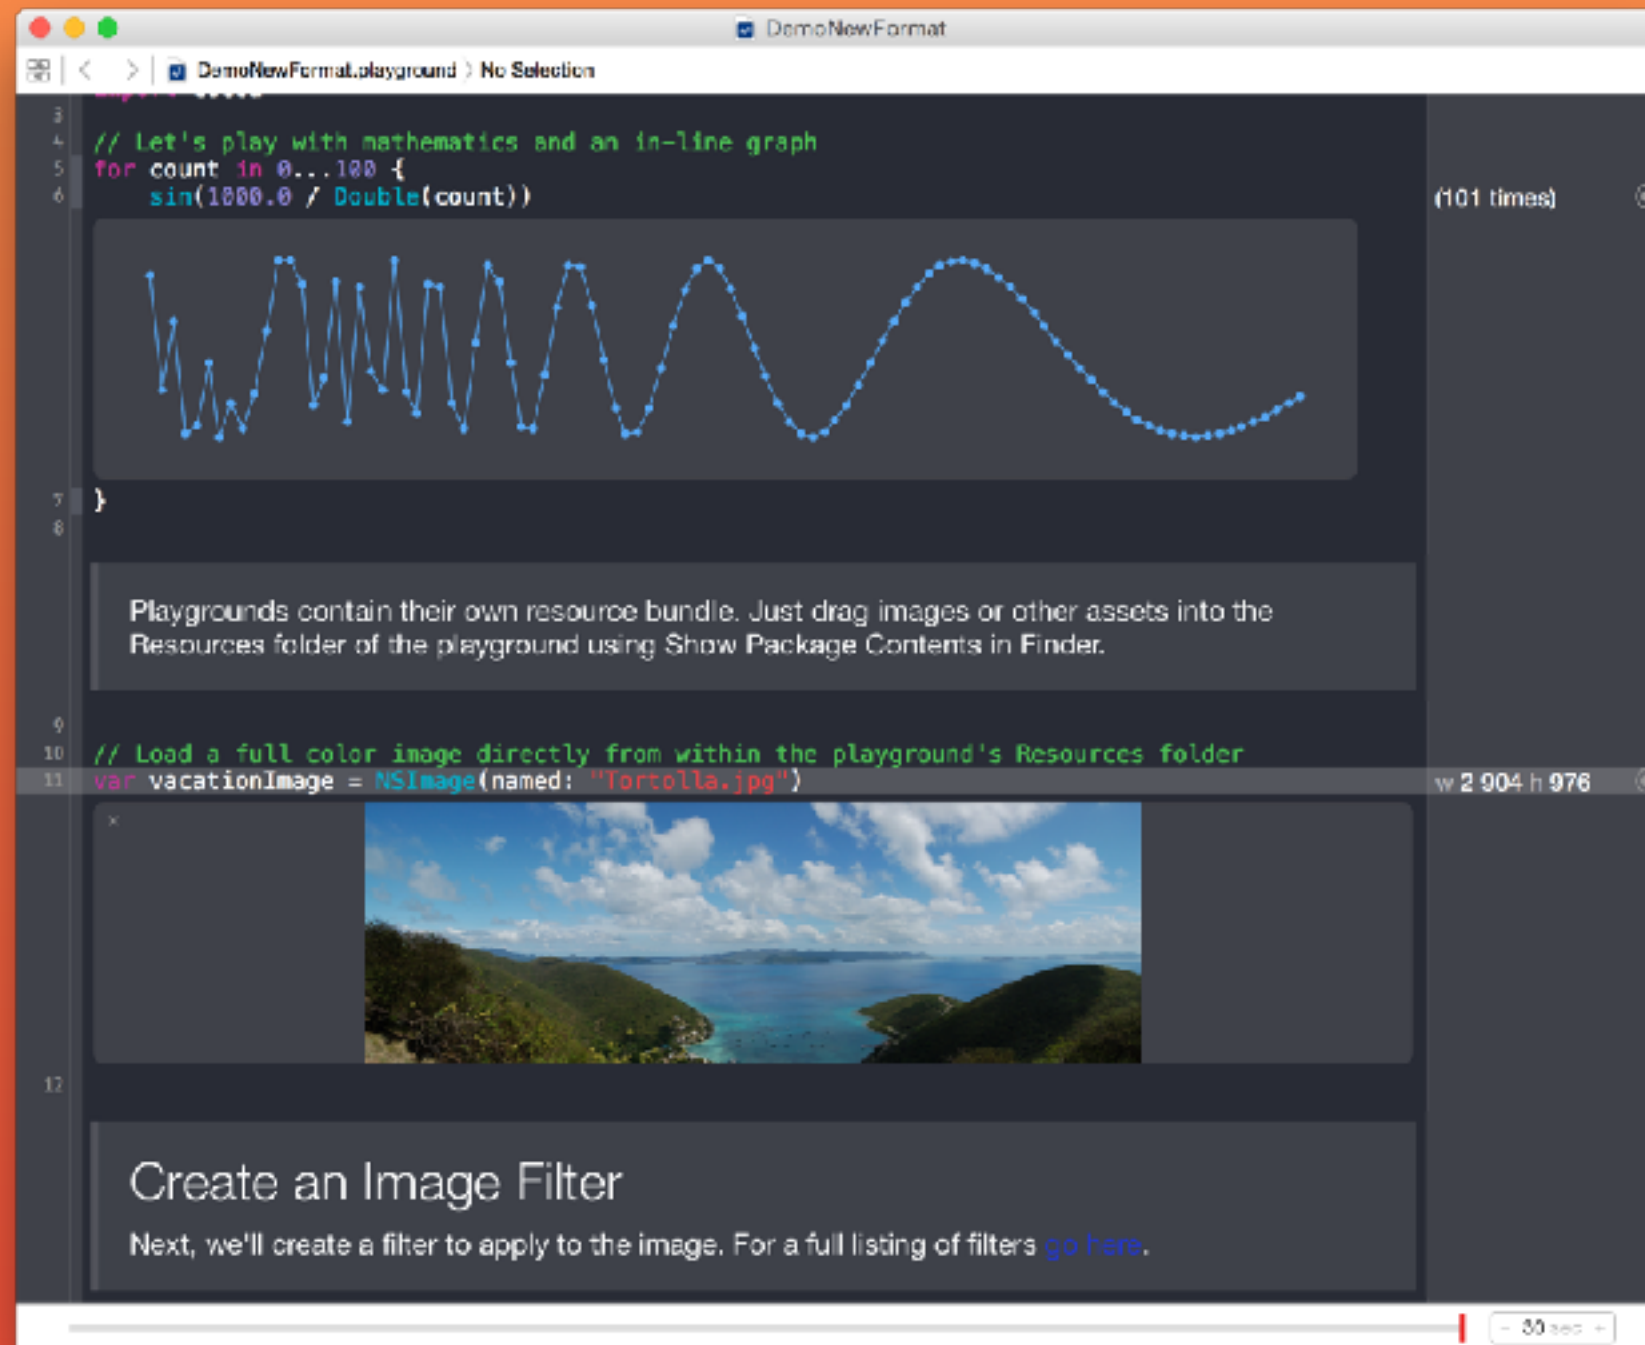 DemoNewFormat
DemoNewFormat.playground › No Selection
3
4 // Let's play with mathematics and an in-line graph
5 for count in 0...100 {
6 sin(1000.0 / Double(count))
(101 times)
7 }
8
Playgrounds contain their own resource bundle. Just drag images or other assets into the
Resources folder of the playground using Show Package Contents in Finder.
9
10 // Load a full color image directly from within the playground's Resources folder
11 var vacationImage = NSImage(named: "Tortolla.jpg")
w 2 904 h 976
12
Create an Image Filter
Next, we'll create a filter to apply to the image. For a full listing of filters go here.
- 30 sec +